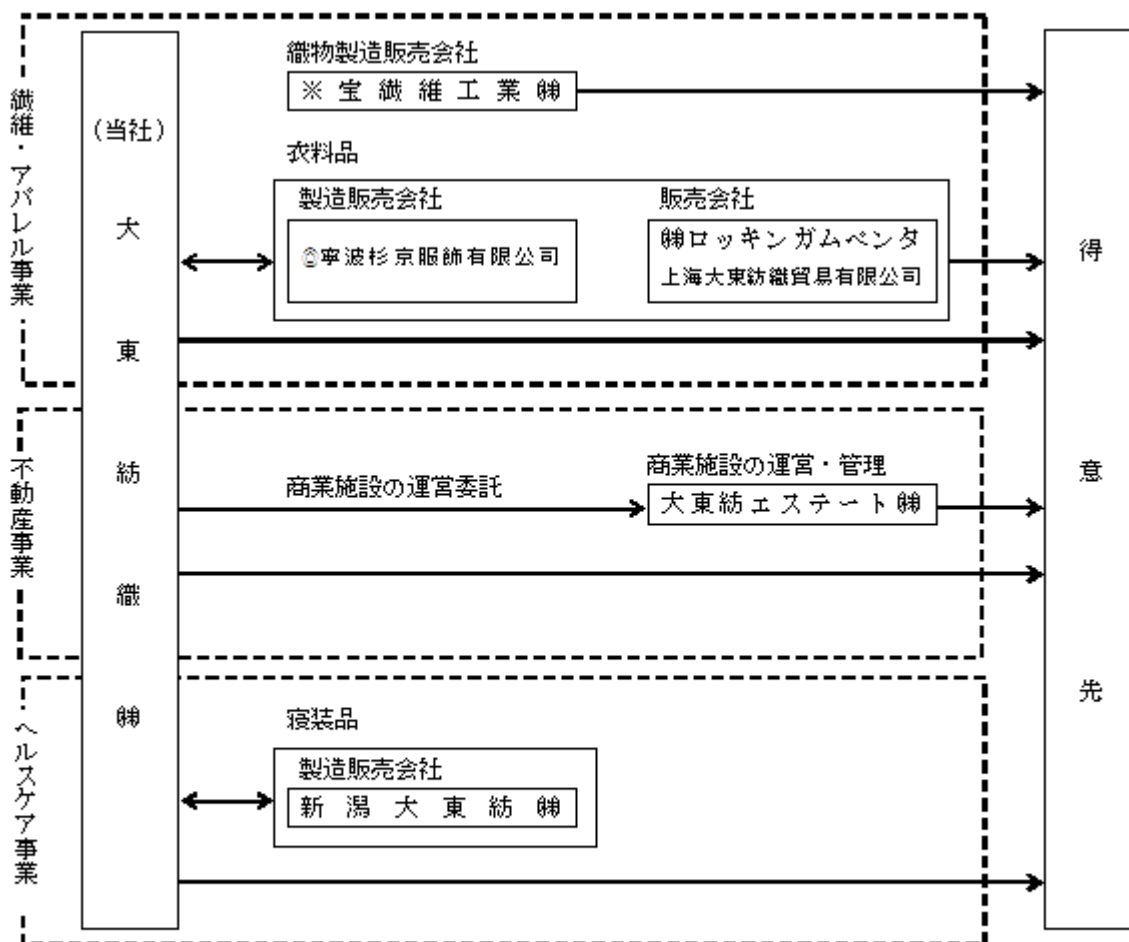 繊維・アパレル事業
(当社)
大東紡織㈱
織物製造販売会社
※宝繊維工業㈱
衣料品
製造販売会社
◎寧波杉京服飾有限公司
販売会社
㈱ロッキンガムペンタ
上海大東紡織貿易有限公司
不動産事業
商業施設の運営委託
商業施設の運営・管理
大東紡エステート㈱
ヘルスケア事業
寝装品
製造販売会社
新潟大東紡㈱
得意先